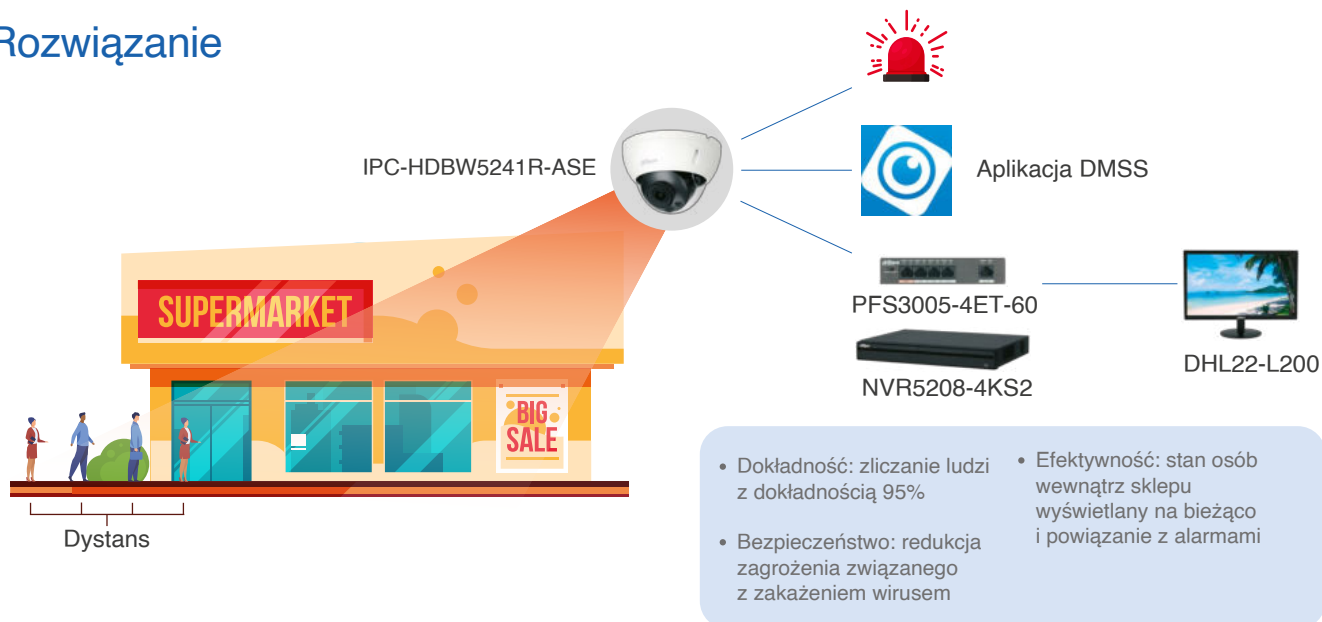 Rozwiązanie
IPC-HDBW5241R-ASE
Aplikacja DMSS
PFS3005-4ET-60
NVR5208-4KS2
DHL22-L200
SUPERMARKET
BIG
SALE
Dystans
• Dokładność: zliczanie ludzi
z dokładnością 95%
• Bezpieczeństwo: redukcja
zagrożenia związanego
z zakażeniem wirusem
• Efektywność: stan osób
wewnątrz sklepu
wyświetlany na bieżąco
i powiązanie z alarmami